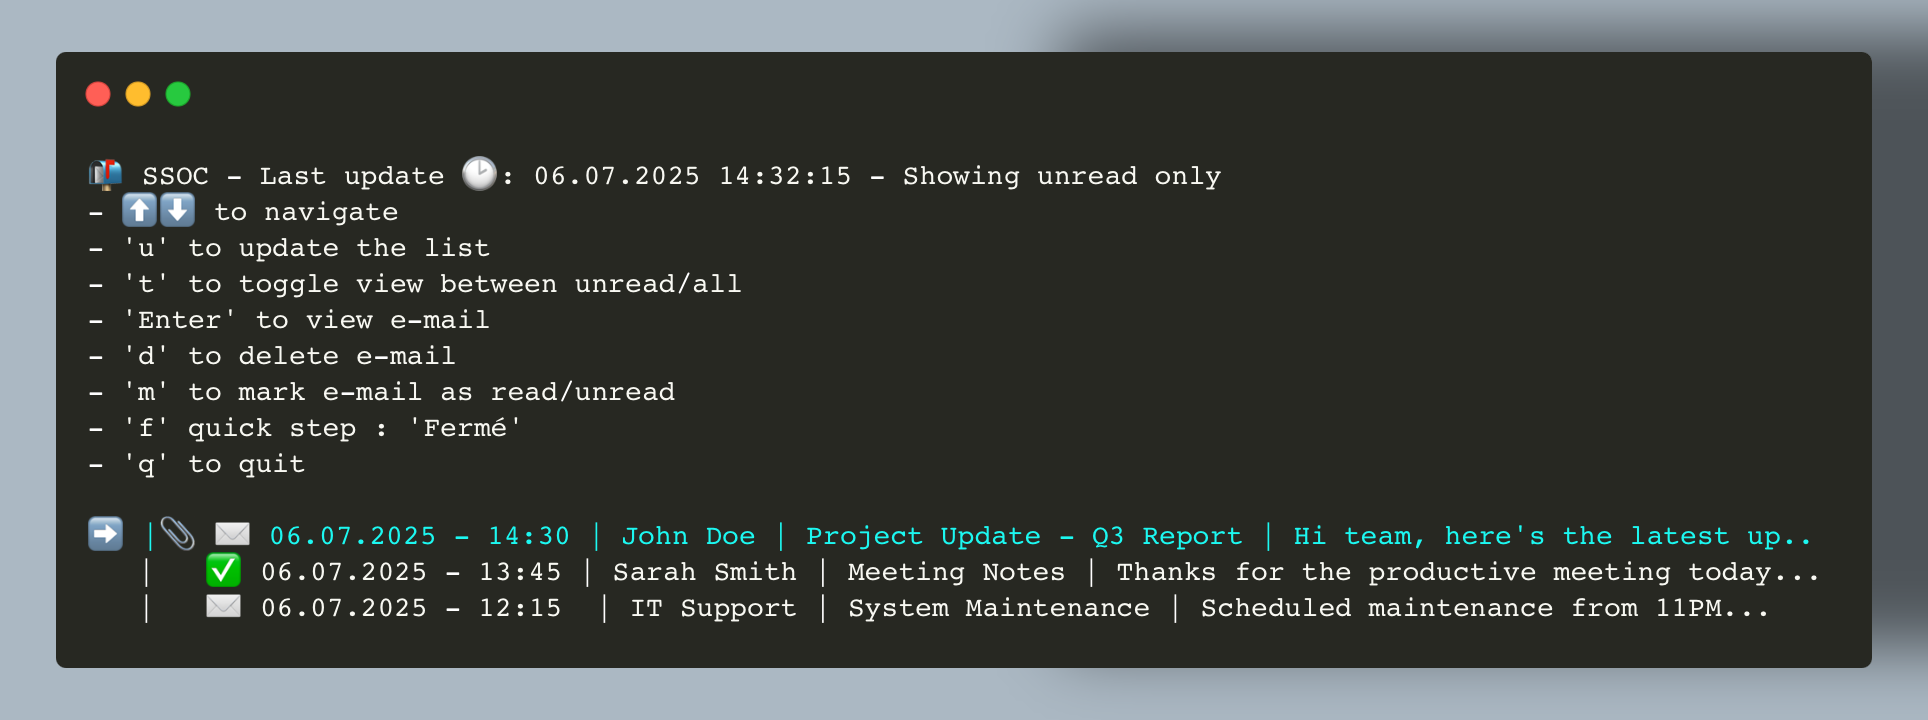 📬 SSOC - Last update 🕑: 06.07.2025 14:32:15 - Showing unread only
- ⬆️⬇️ to navigate
- 'u' to update the list
- 't' to toggle view between unread/all
- 'Enter' to view e-mail
- 'd' to delete e-mail
- 'm' to mark e-mail as read/unread
- 'f' quick step : 'Fermé'
- 'q' to quit
➡️ |📎 ✉️ 06.07.2025 - 14:30 | John Doe | Project Update - Q3 Report | Hi team, here's the latest up..
| ✅ 06.07.2025 - 13:45 | Sarah Smith | Meeting Notes | Thanks for the productive meeting today...
| ✉️ 06.07.2025 - 12:15 | IT Support | System Maintenance | Scheduled maintenance from 11PM...